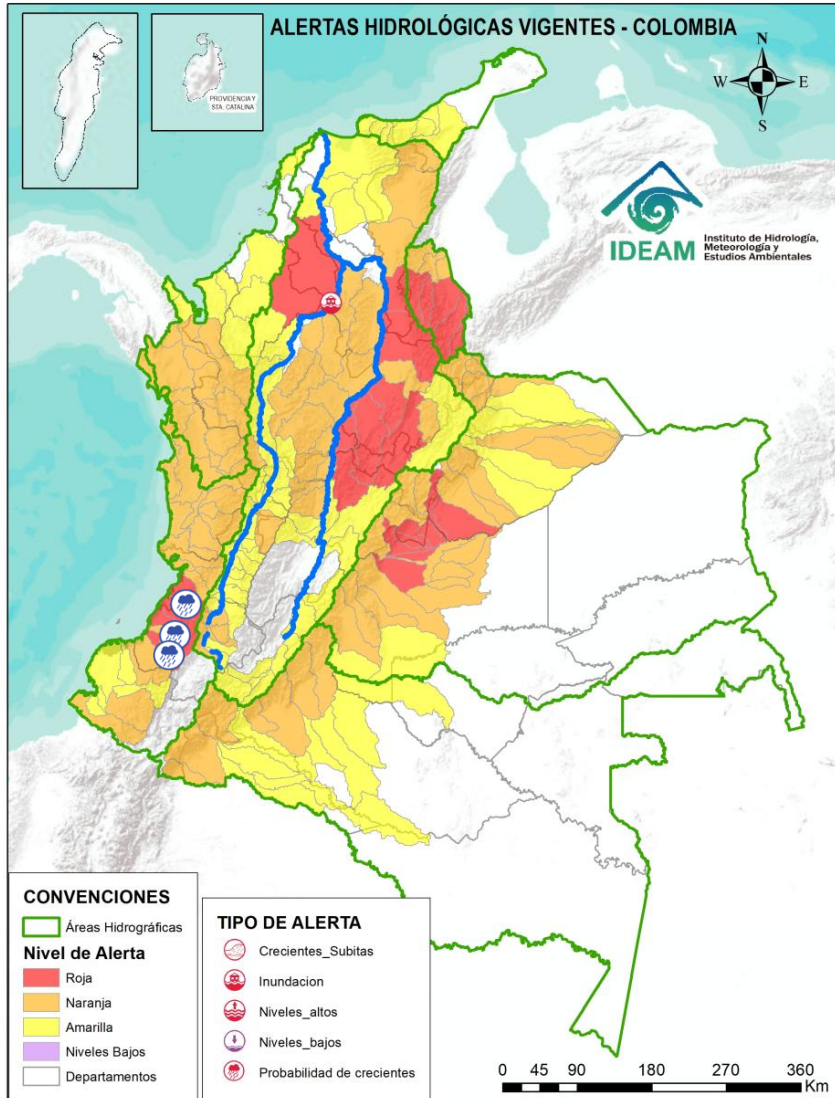 ALERTAS HIDROLÓGICAS VIGENTES - COLOMBIA
PROVIDENCIA Y
STA. CATALINA
N
W
E
S
IDEAM
Instituto de Hidrología,
Meteorología y
Estudios Ambientales
CONVENCIONES
Áreas Hidrográficas
Nivel de Alerta
Roja
Naranja
Amarilla
Niveles Bajos
Departamentos
TIPO DE ALERTA
Crecientes_Subitas
Inundacion
Niveles_altos
Niveles_bajos
Probabilidad de crecientes
0 45 90 180 270 360
Km